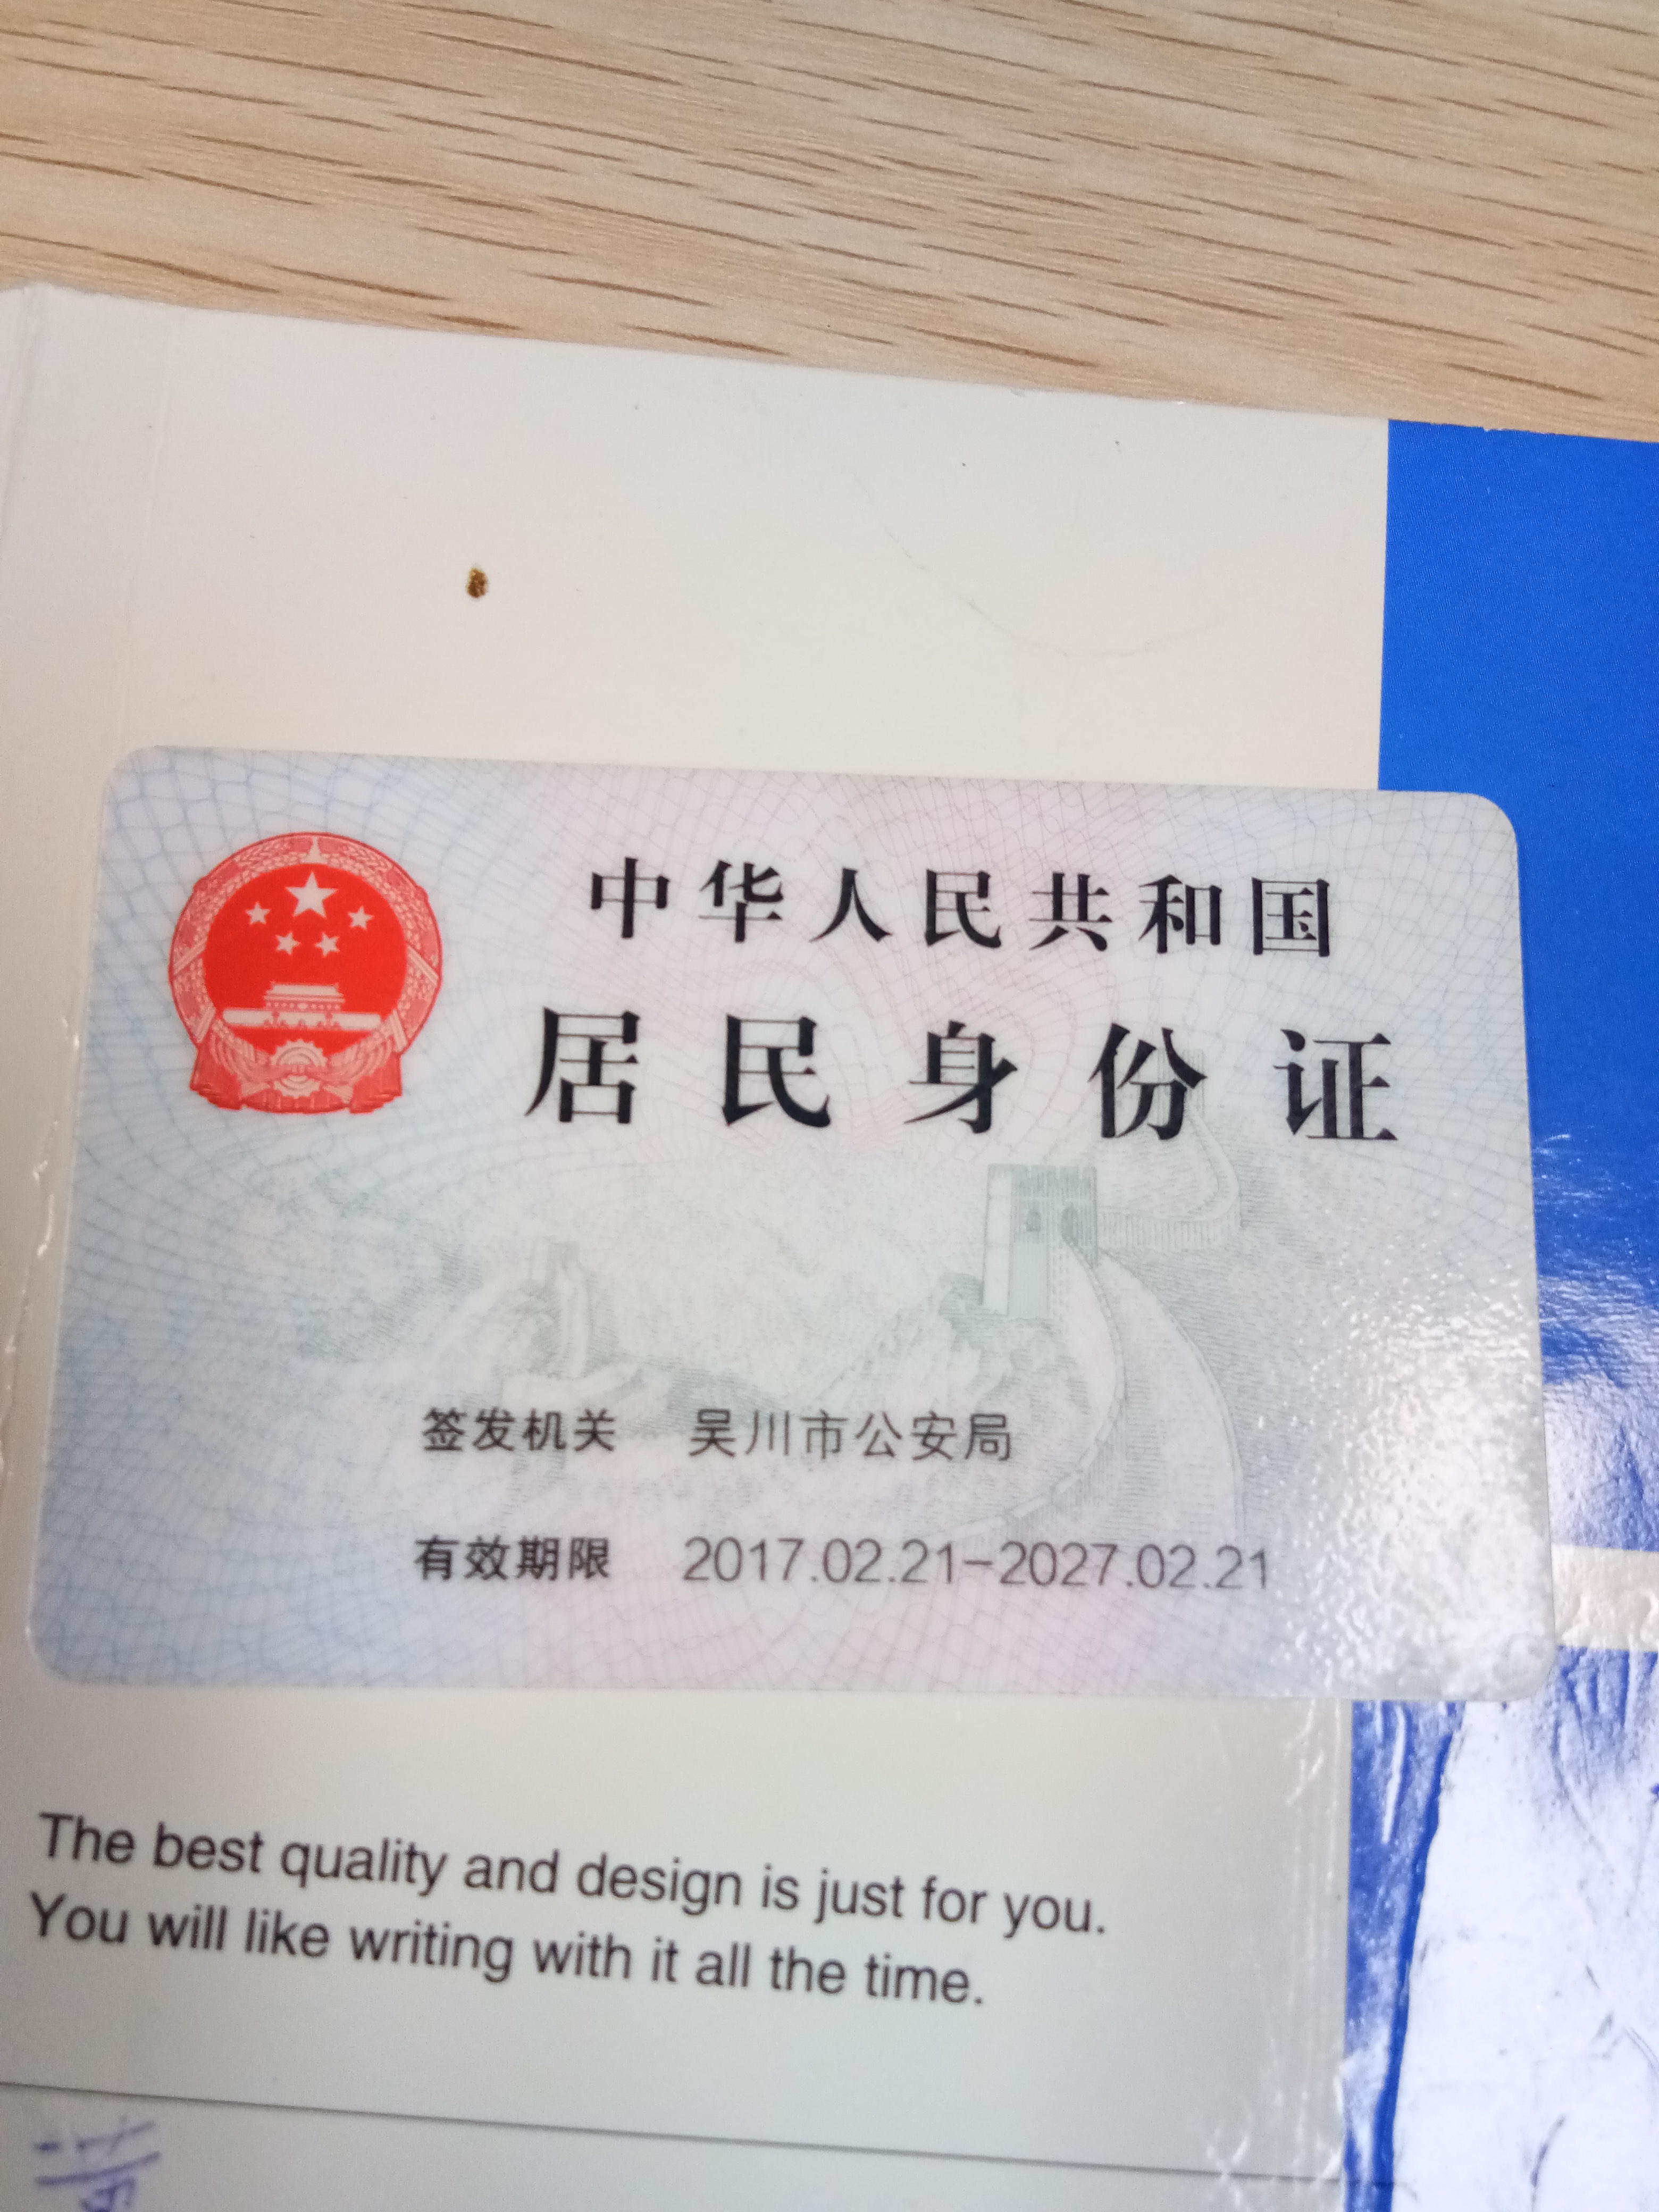 中华人民共和国
居民身份证
签发机关 吴川市公安局
有效期限 2017.02.21-2027.02.21
The best quality and design is just for you.
You will like writing with it all the time.